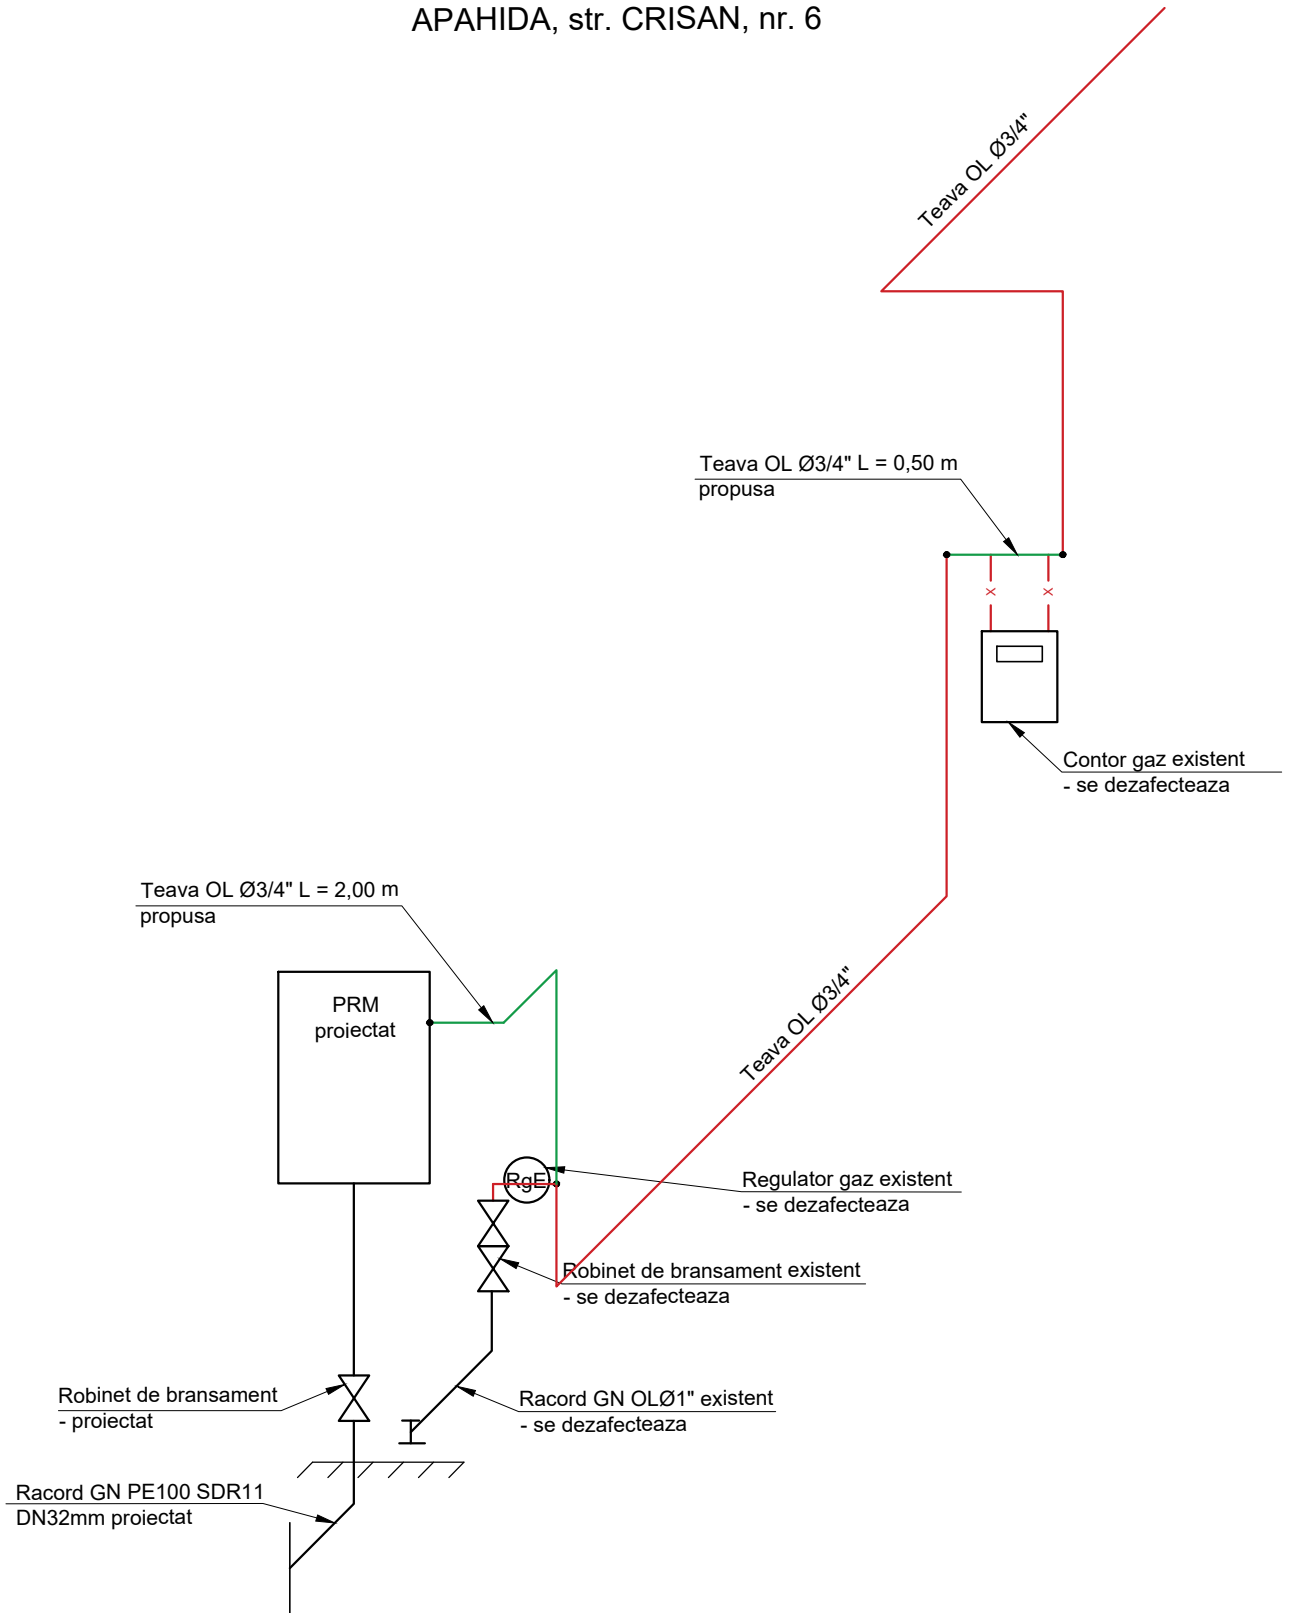 APAHIDA, str. CRISAN, nr. 6
Teava OL Ø3/4"
Teava OL Ø3/4" L = 0,50 m
propusa
x x
Contor gaz existent
- se dezafecteaza
Teava OL Ø3/4" L = 2,00 m
propusa
PRM
proiectat
Teava OL Ø3/4"
RgE
Regulator gaz existent
- se dezafecteaza
Robinet de bransament existent
- se dezafecteaza
Robinet de bransament
- proiectat
Racord GN OLØ1" existent
- se dezafecteaza
Racord GN PE100 SDR11
DN32mm proiectat